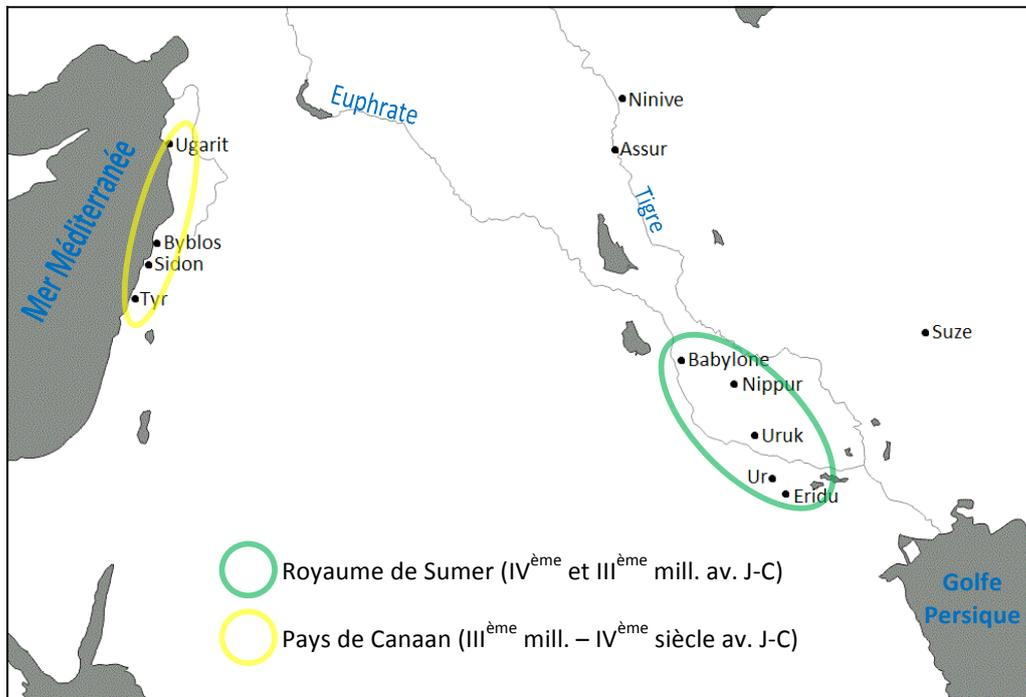 Euphrate
Ninive
Assur
Ugarit
Mer Méditerranée
Tigre
Byblos
Sidon
Tyr
Suze
Babylone
Nippur
Uruk
Ur
Eridu
Royaume de Sumer (IVème et IIIème mill. av. J-C)
Golfe
Persique
Pays de Canaan (IIIème mill. – IVème siècle av. J-C)